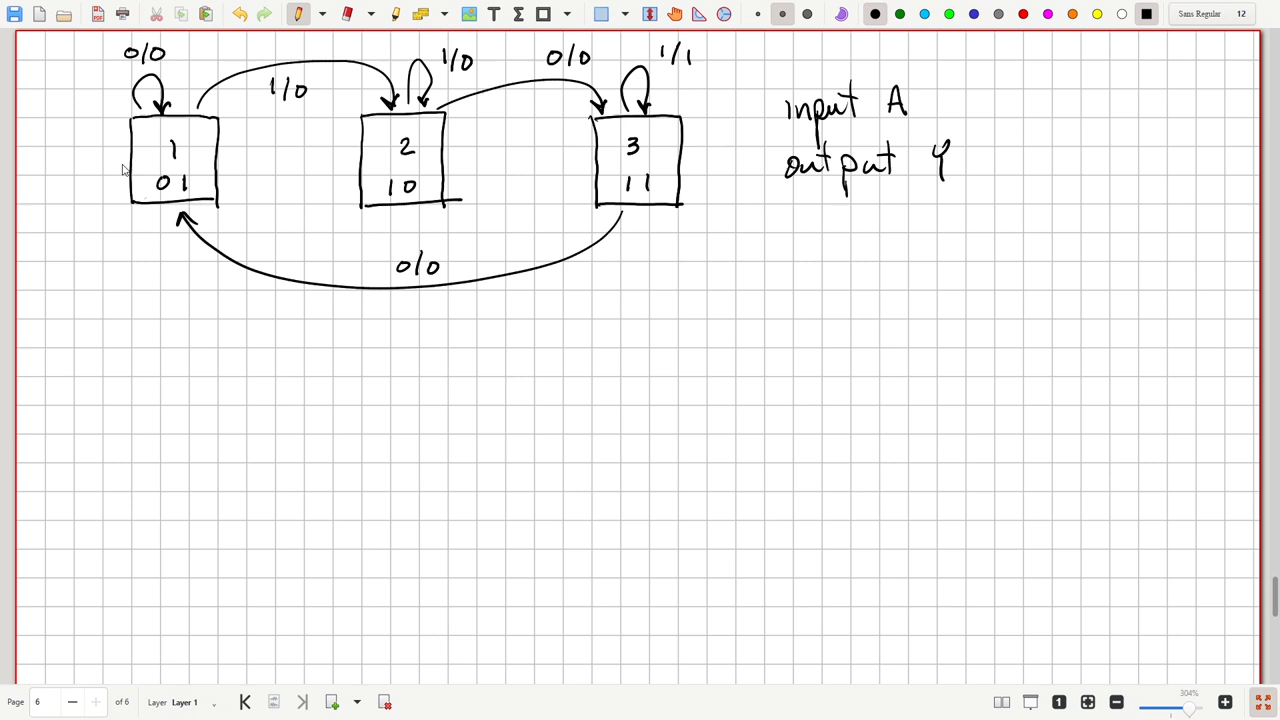 Sans Regular 12
0/0 1/0 1/0 0/0 1/1
1 2 3
01 10 11
0/0
input A
output Y
Page 6 of 6 Layer Layer 1 1 304%